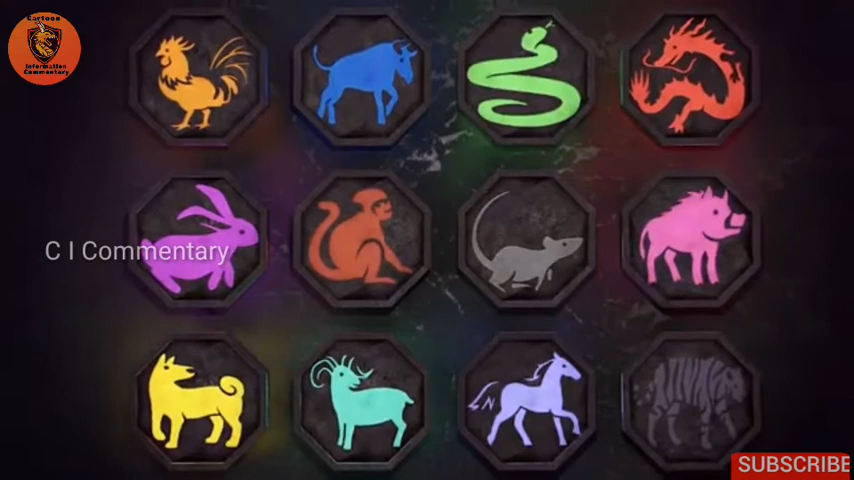 Cartoon
Information
Commentary
C I Commentary
SUBSCRIBE